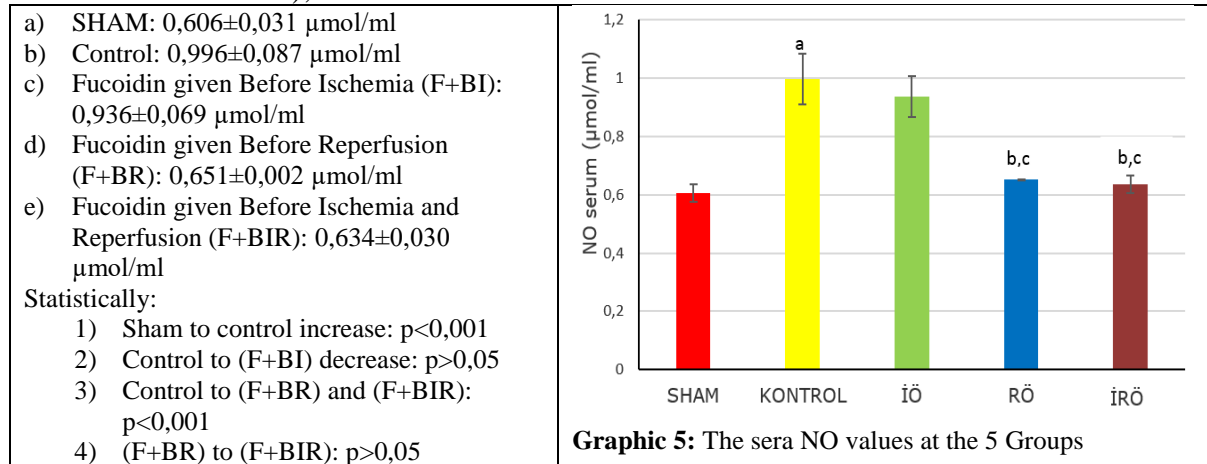 a) SHAM: 0,606±0,031 µmol/ml
b) Control: 0,996±0,087 µmol/ml
c) Fucoidin given Before Ischemia (F+BI):
0,936±0,069 µmol/ml
d) Fucoidin given Before Reperfusion
(F+BR): 0,651±0,002 µmol/ml
e) Fucoidin given Before Ischemia and
Reperfusion (F+BIR): 0,634±0,030
µmol/ml
Statistically:
1) Sham to control increase: p<0,001
2) Control to (F+BI) decrease: p>0,05
3) Control to (F+BR) and (F+BIR):
p<0,001
4) (F+BR) to (F+BIR): p>0,05
NO serum (µmol/ml)
1,2
1
0,8
0,6
0,4
0,2
0
a
b,c
b,c
SHAM KONTROL İÖ RÖ İRÖ
Graphic 5: The sera NO values at the 5 Groups